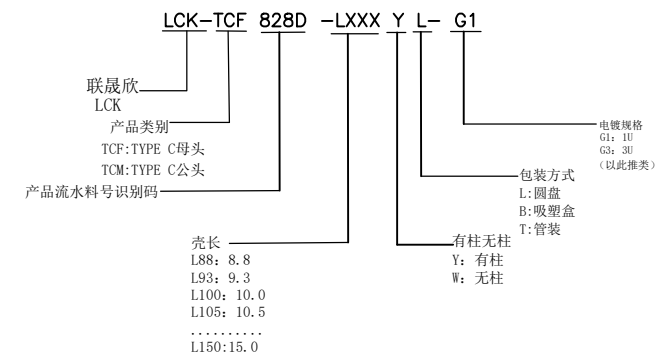 LCK-TCF 828D -LXXX Y L- G1
联晟欣
LCK
产品类别
TCF:TYPE C母头
TCM:TYPE C公头
产品流水料号识别码
壳长
L88: 8.8
L93: 9.3
L100: 10.0
L105: 10.5
..........
L150:15.0
有柱无柱
Y: 有柱
W: 无柱
包装方式
L:圆盘
B:吸塑盒
T:管装
电镀规格
G1: 1U
G3: 3U
(以此推类)